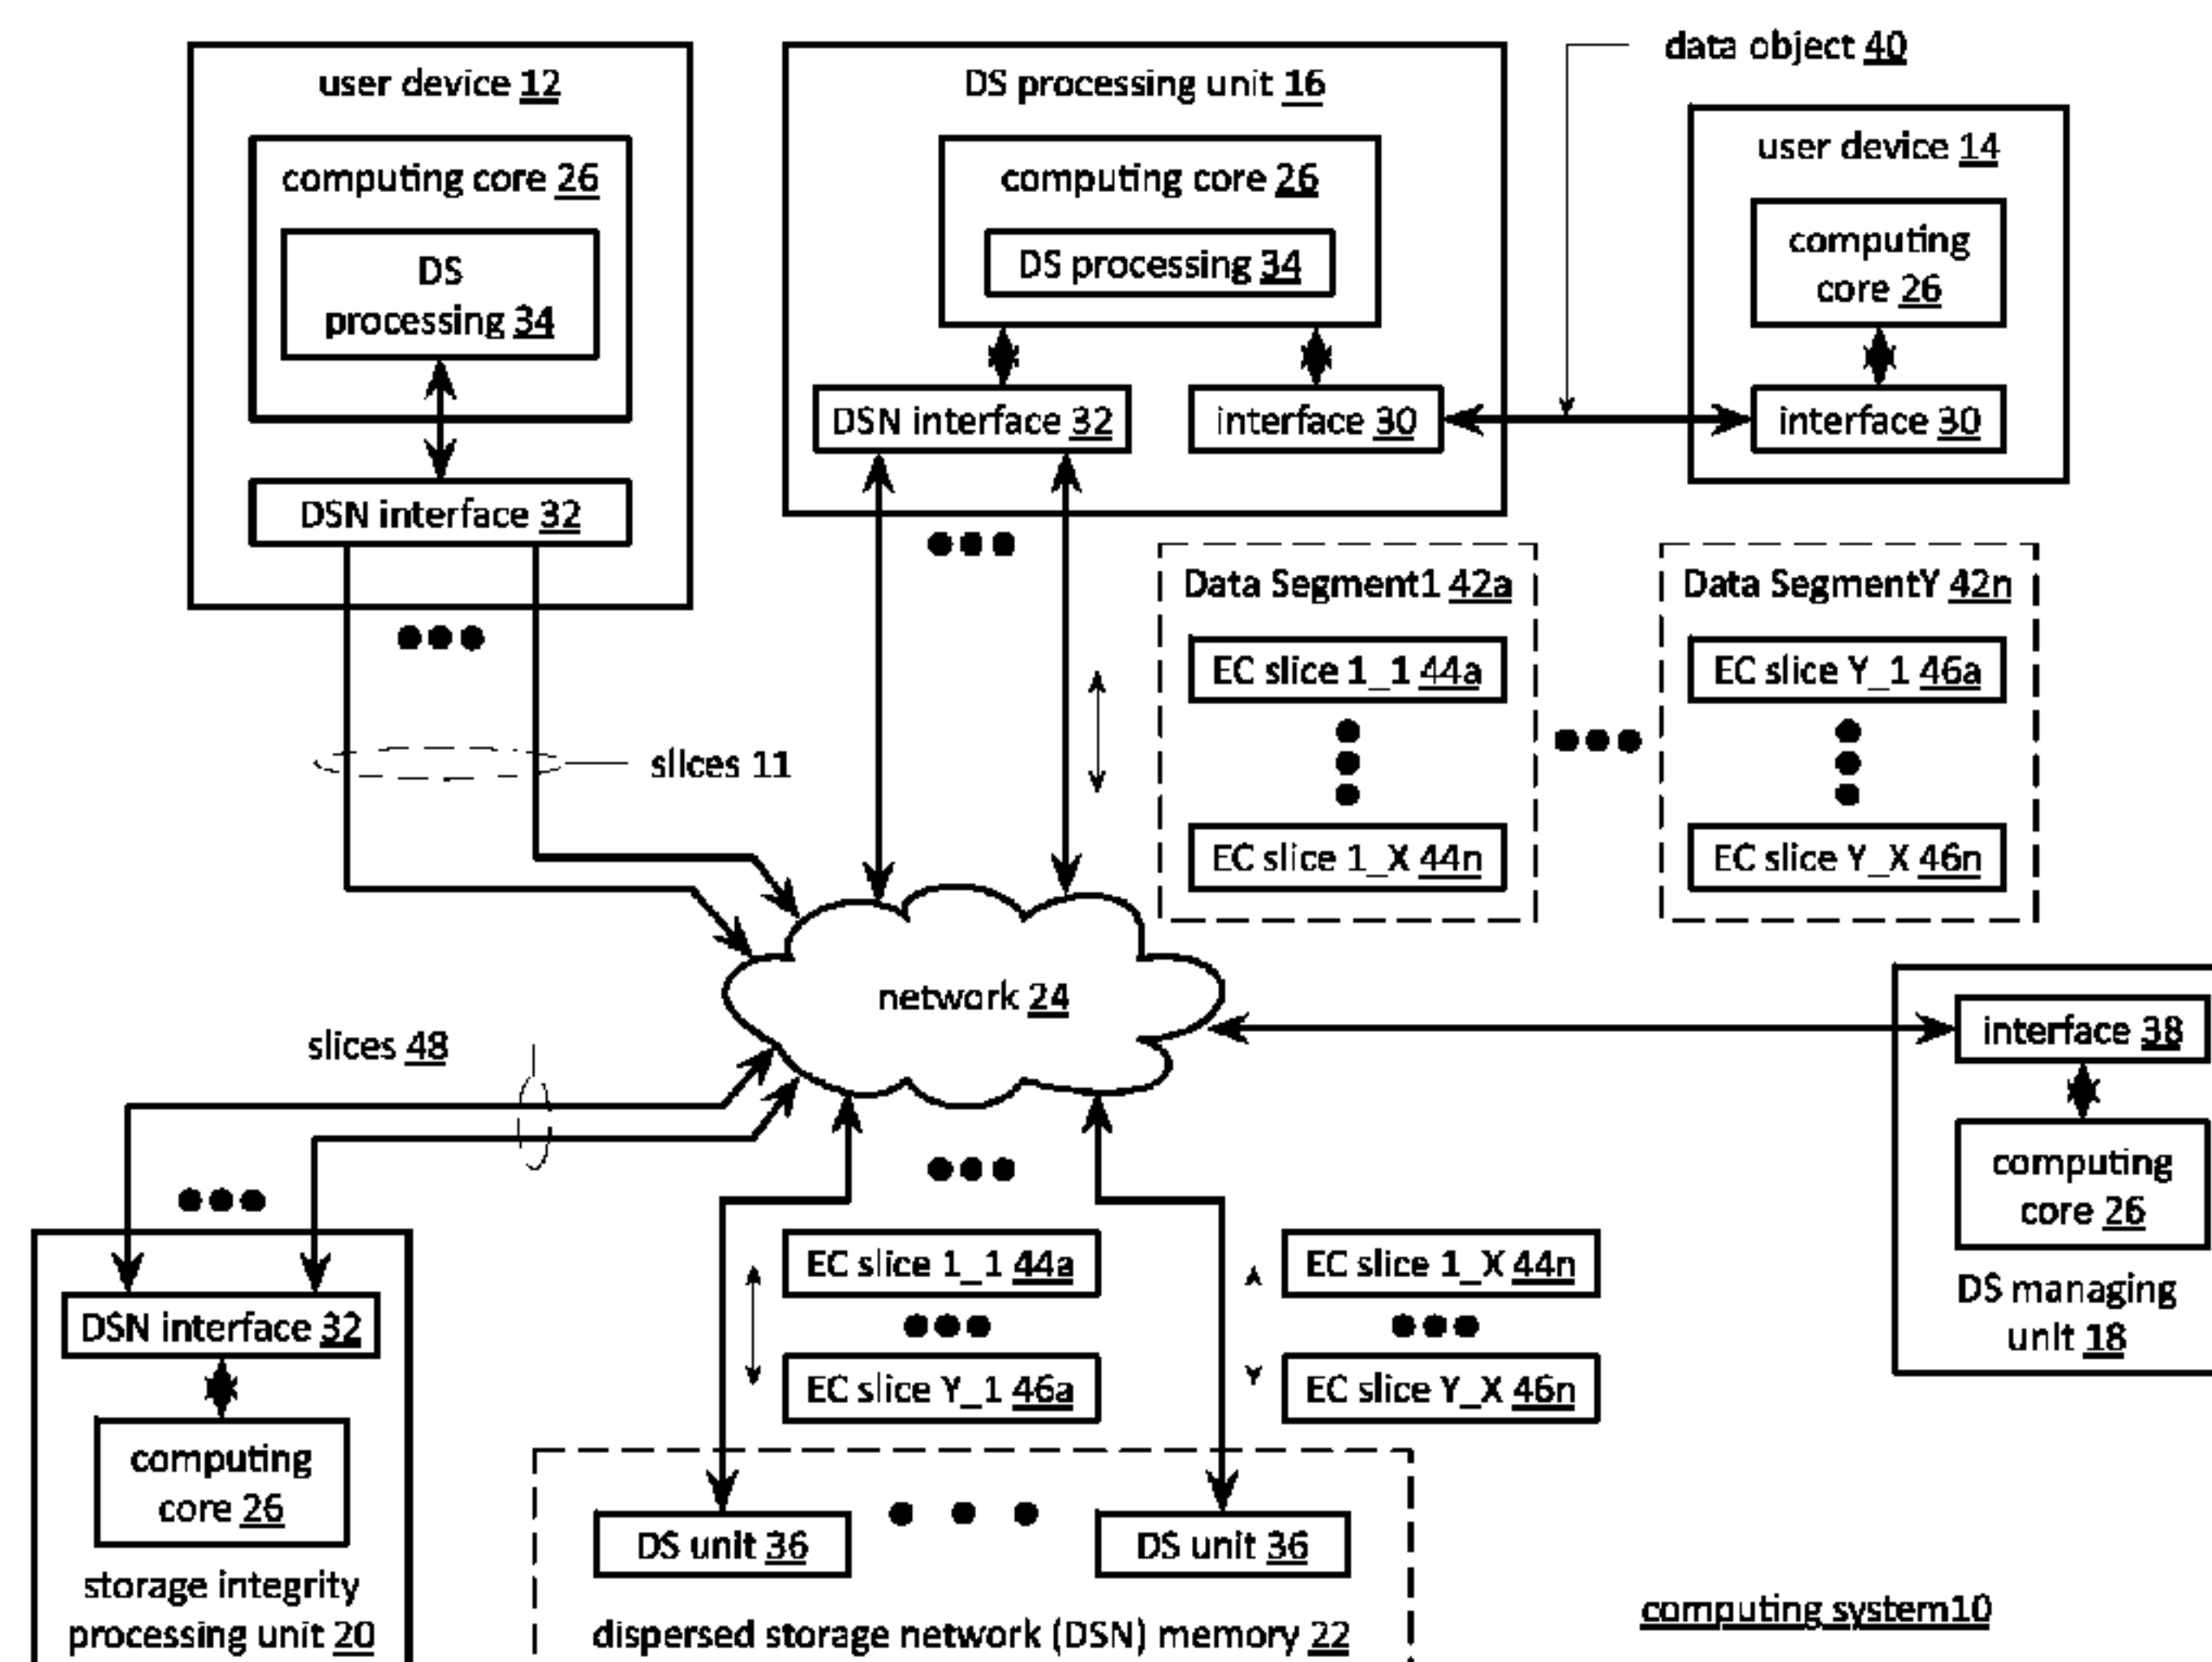 user device 12
computing core 26
DS
processing 34
DSN interface 32
DS processing unit 16
computing core 26
DS processing 34
DSN interface 32
interface 30
data object 40
user device 14
computing
core 26
interface 30
Data Segment1 42a
EC slice 1_1 44a
EC slice 1_X 44n
Data SegmentY 42n
EC slice Y_1 46a
EC slice Y_X 46n
slices 11
network 24
slices 48
interface 38
computing
core 26
DS managing
unit 18
DSN interface 32
computing
core 26
storage integrity
processing unit 20
EC slice 1_1 44a
EC slice Y_1 46a
EC slice 1_X 44n
EC slice Y_X 46n
DS unit 36
DS unit 36
dispersed storage network (DSN) memory 22
computing system10